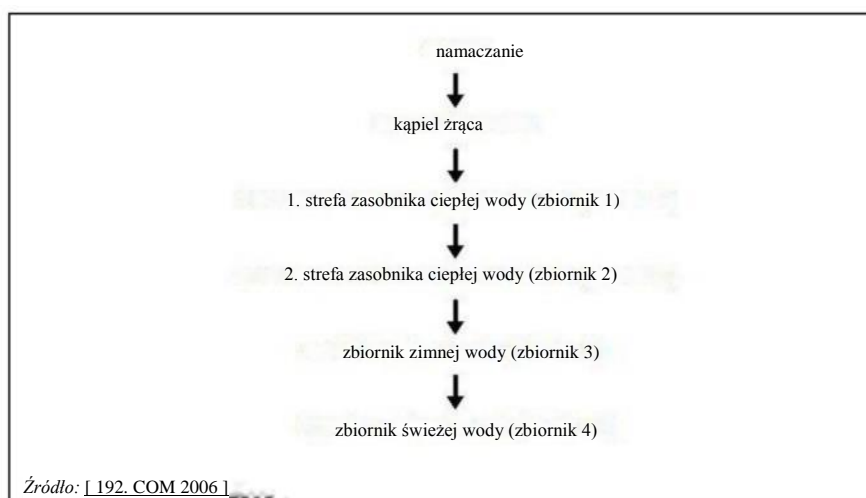 namaczanie
kąpiel żrąca
1. strefa zasobnika ciepłej wody (zbiornik 1)
2. strefa zasobnika ciepłej wody (zbiornik 2)
zbiornik zimnej wody (zbiornik 3)
zbiornik świeżej wody (zbiornik 4)
Źródło: [ 192. COM 2006 ]